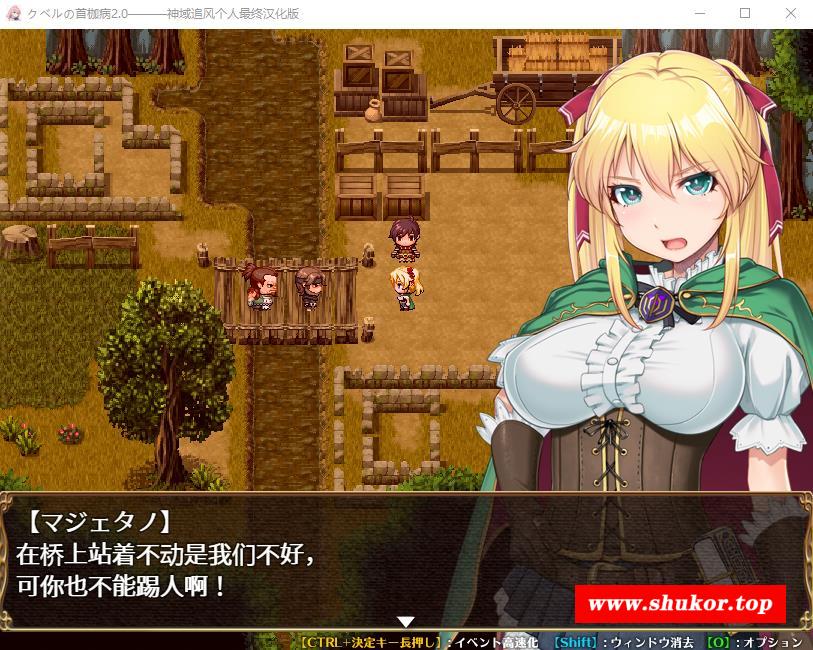 クベルの首枷病2.0———神域追风个人最终汉化版
【マジェタノ】
在桥上站着不动是我们不好，
可你也不能踢人啊！
www.shukor.top
【CTRL+決定キー長押し】：イベント高速化 【Shift】：ウィンドウ消去 【O】：オプション